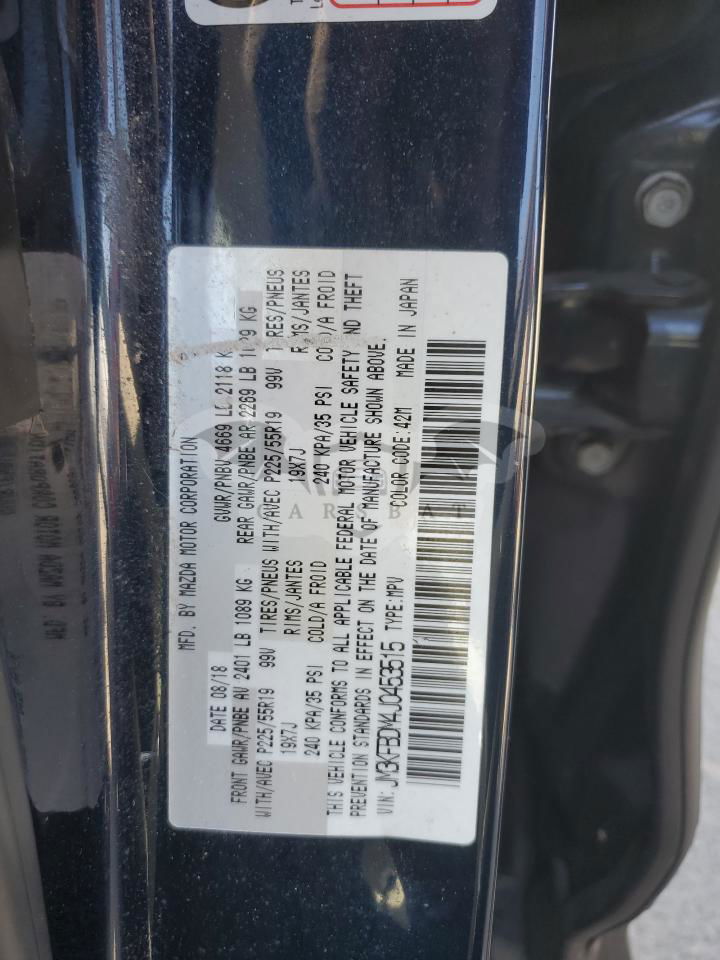 MFD. BY MAZDA MOTOR CORPORATION
DATE 08/18 GVWR/PNBV 4669 LB 2118 K
FRONT GAWR/PNBE AV 2401 LB 1089 KG REAR GAWR/PNBE AR 2269 LB KG
WITH/AVEC P225/55R19 99V TIRES/PNEUS WITH/AVEC P225/55R19 99V TIRES/PNEUS
19X7J RIMS/JANTES 19X7J RIMS/JANTES
240 KPA/35 PSI COLD/A FROID 240 KPA/35 PSI COLD/A FROID
THIS VEHICLE CONFORMS TO ALL APPLICABLE FEDERAL MOTOR VEHICLE SAFETY AND THEFT
PREVENTION STANDARDS IN EFFECT ON THE DATE OF MANUFACTURE SHOWN ABOVE.
VIN: JM3KFBDM4J0453515 TYPE:MPV COLOR CODE:42M MADE IN JAPAN
CARSBAT